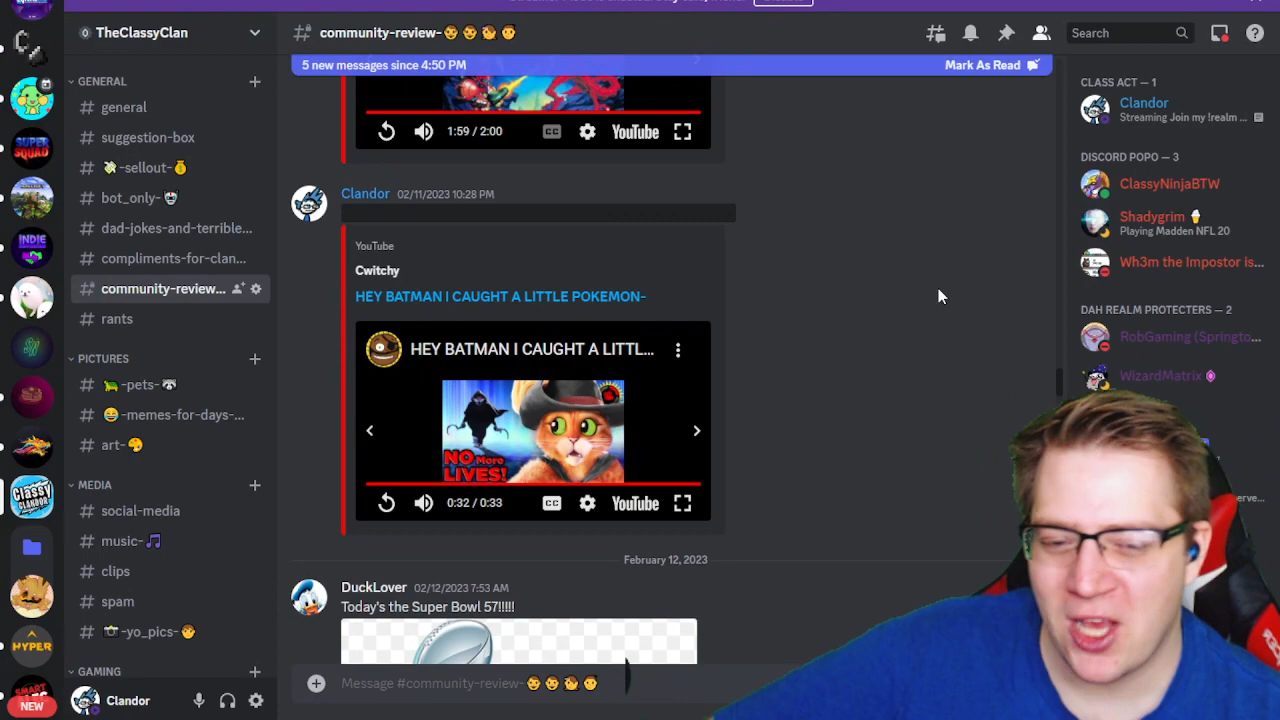 TheClassyClan
community-review-
Search
5 new messages since 4:50 PM
Mark As Read
GENERAL
general
suggestion-box
-sellout-
bot_only-
dad-jokes-and-terrible...
compliments-for-clan...
community-review...
rants
PICTURES
-pets-
-memes-for-days-...
art-
MEDIA
social-media
music-
clips
spam
-yo_pics-
GAMING
Clandor
SUPER SQUAD
INDIE
CLASSY CLANDOR
HYPER
NEW
1:59 / 2:00
YouTube
Clandor 02/11/2023 10:28 PM
YouTube
Cwitchy
HEY BATMAN I CAUGHT A LITTLE POKEMON-
HEY BATMAN I CAUGHT A LITTL...
NO More LIVES!
0:32 / 0:33
CC
YouTube
February 12, 2023
DuckLover 02/12/2023 7:53 AM
Today's the Super Bowl 57!!!!!
Message #community-review-
CLASS ACT — 1
Clandor
Streaming Join my !realm ...
DISCORD POPO — 3
ClassyNinjaBTW
Shadygrim
Playing Madden NFL 20
Wh3m the Impostor is...
DAH REALM PROTECTERS — 2
RobGaming (Springto...
WizardMatrix